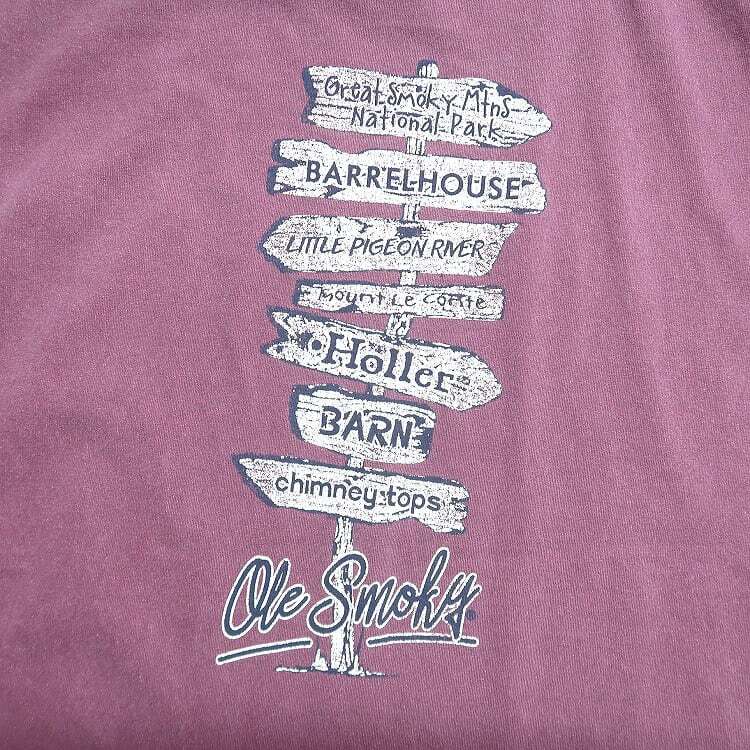 Great Smoky Mtns
National Park
BARRELHOUSE
LITTLE PIGEON RIVER
Mount Le Conte
Holler
BARN
chimney tops
Ole Smoky®